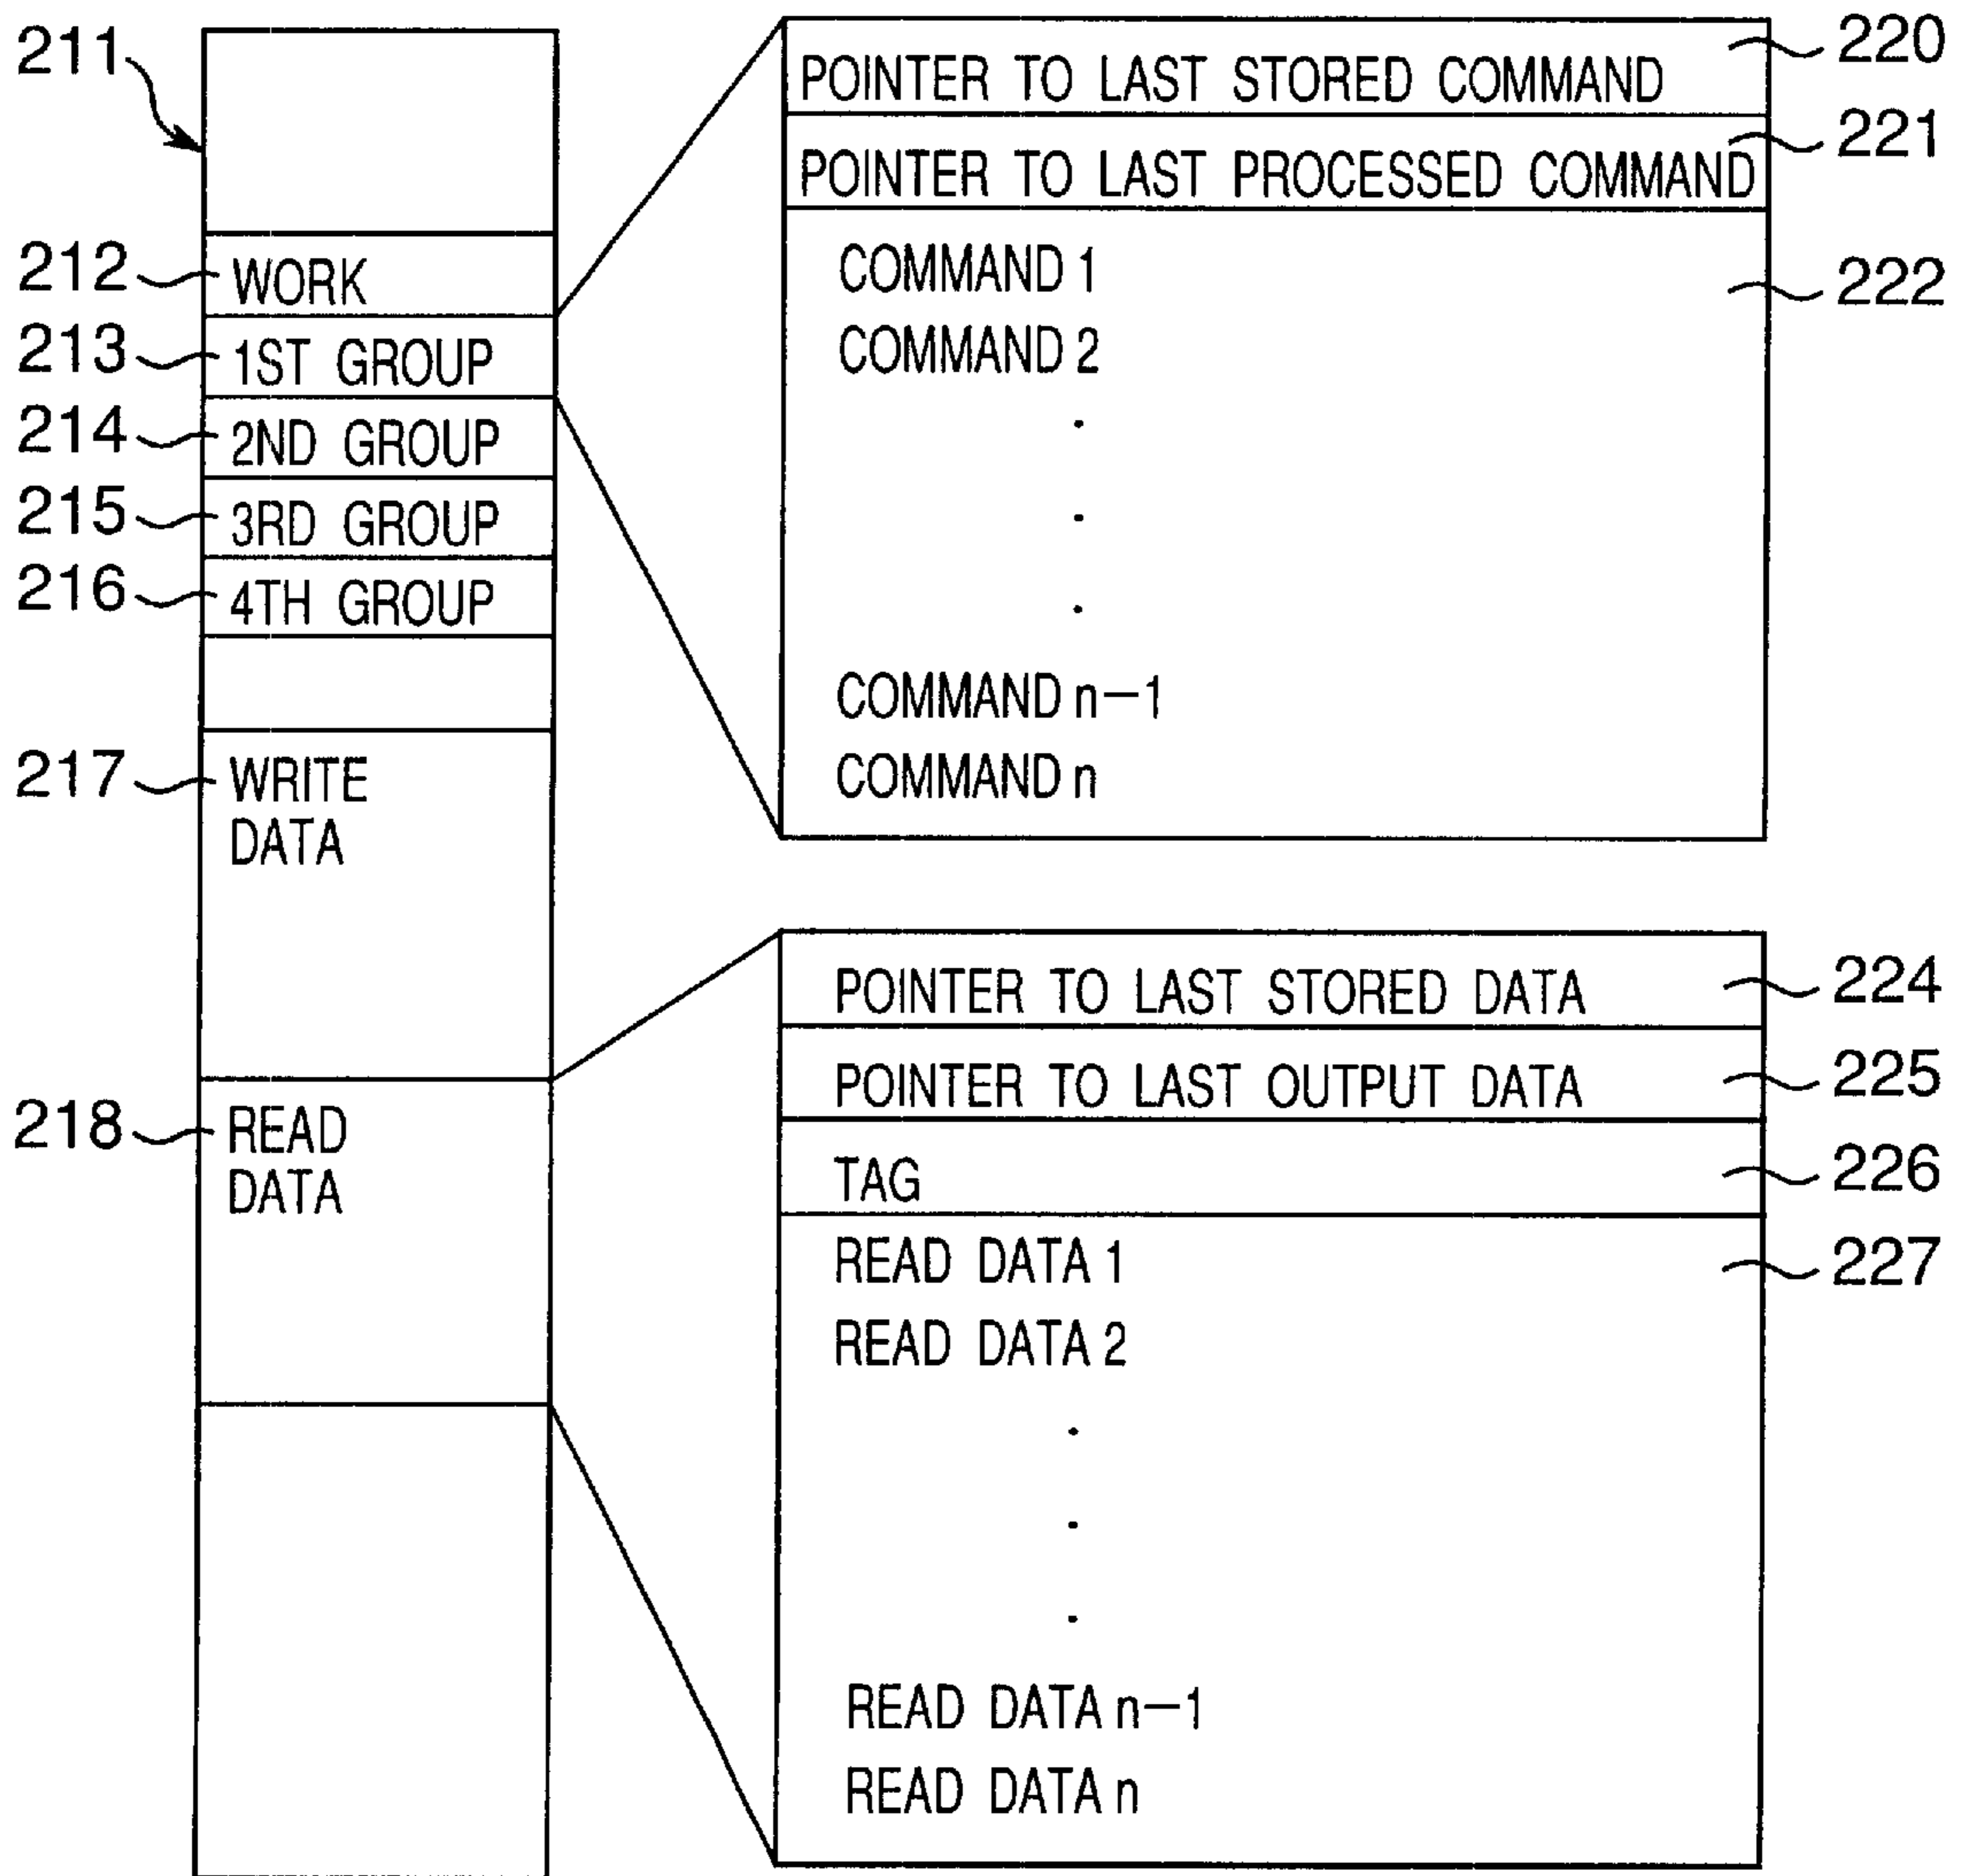 211
212 WORK
213 1ST GROUP
214 2ND GROUP
215 3RD GROUP
216 4TH GROUP
217 WRITE
DATA
218 READ
DATA
POINTER TO LAST STORED COMMAND 220
POINTER TO LAST PROCESSED COMMAND 221
COMMAND 1 222
COMMAND 2
.
.
.
COMMAND n-1
COMMAND n
POINTER TO LAST STORED DATA 224
POINTER TO LAST OUTPUT DATA 225
TAG 226
READ DATA 1 227
READ DATA 2
.
.
.
READ DATA n-1
READ DATA n